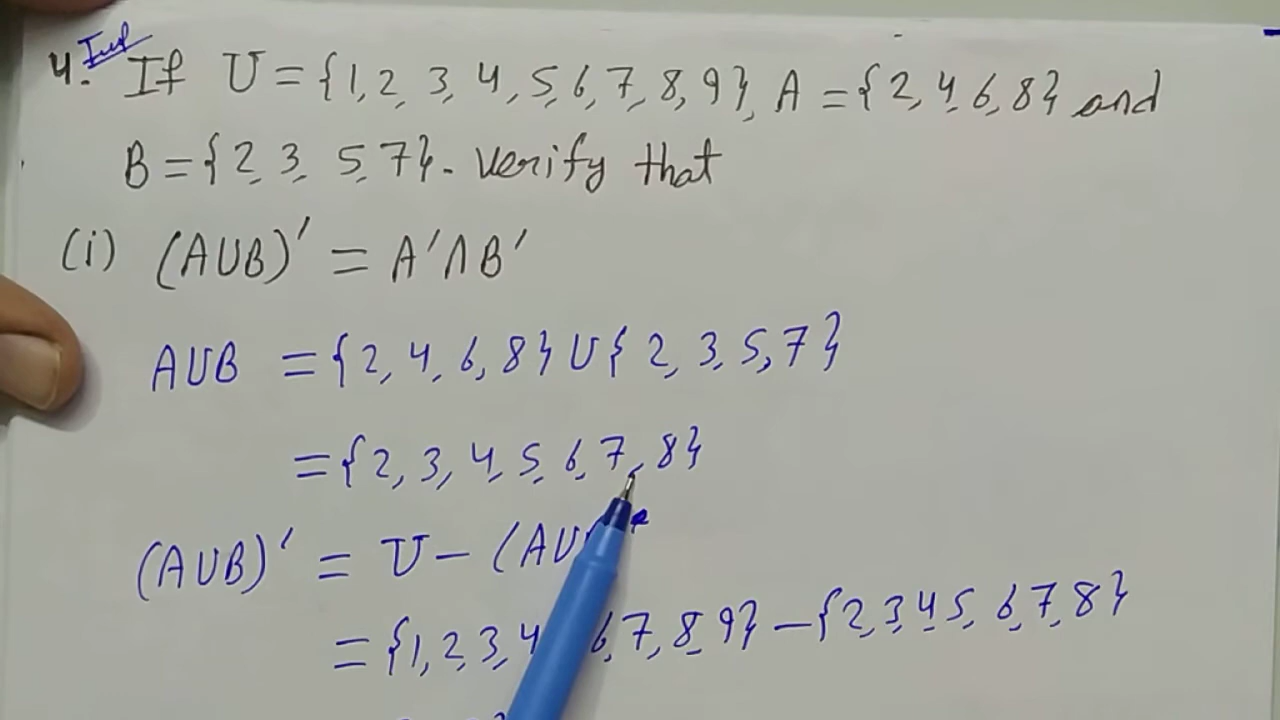 4. Imp If U = {1, 2, 3, 4, 5, 6, 7, 8, 9}, A = {2, 4, 6, 8} and
B = {2, 3, 5, 7}. verify that
(i) (A∪B)′ = A′∩B′
A∪B = {2, 4, 6, 8} ∪ {2, 3, 5, 7}
= {2, 3, 4, 5, 6, 7, 8}
(A∪B)′ = U - (A∪
= {1, 2, 3, 4 6, 7, 8, 9} - {2, 3, 4, 5, 6, 7, 8}